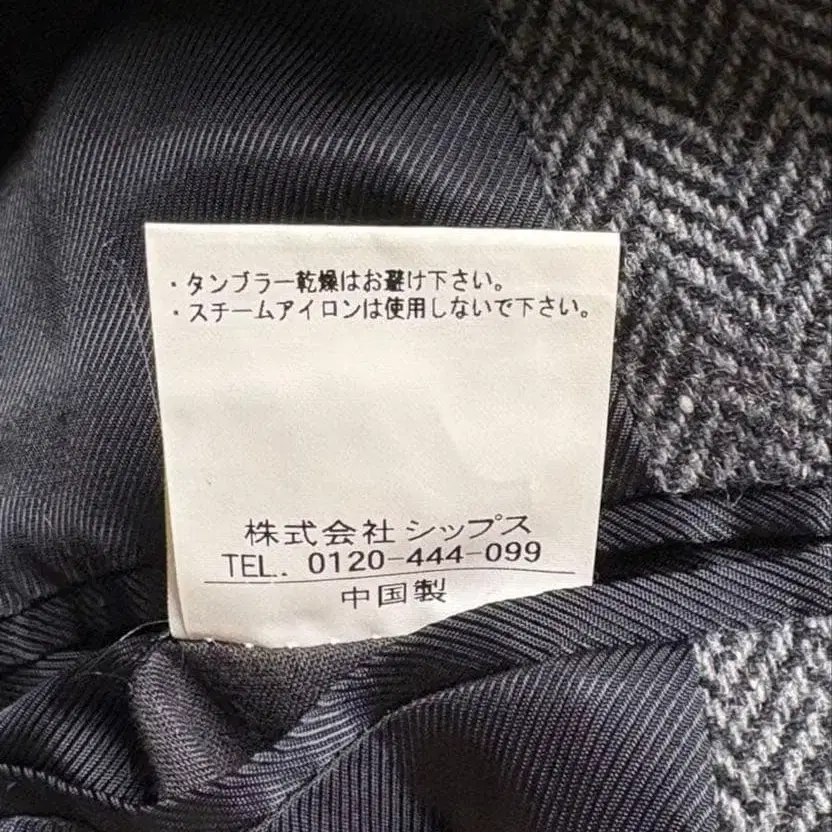 ・タンブラー乾燥はお避け下さい。
・スチームアイロンは使用しないで下さい。
株式会社 シップス
TEL. 0120-444-099
中国製